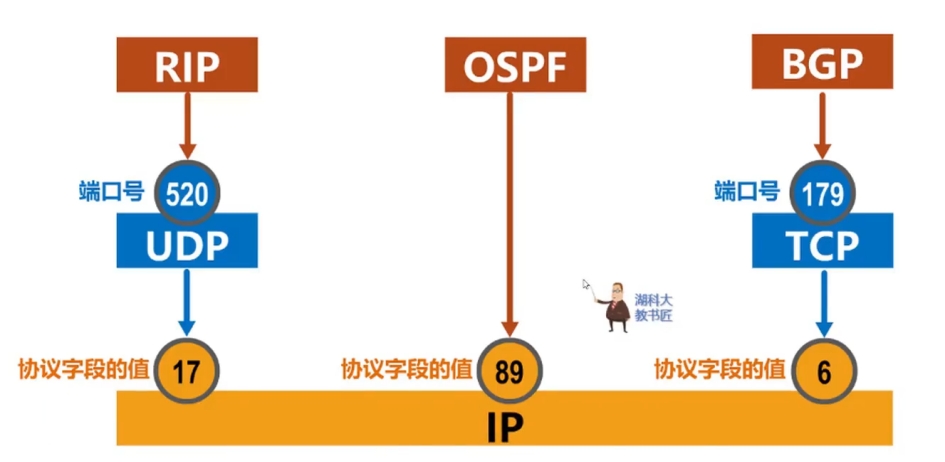 RIP
OSPF
BGP
端口号
520
端口号
179
UDP
TCP
湖科大
教书匠
协议字段的值
17
协议字段的值
89
协议字段的值
6
IP